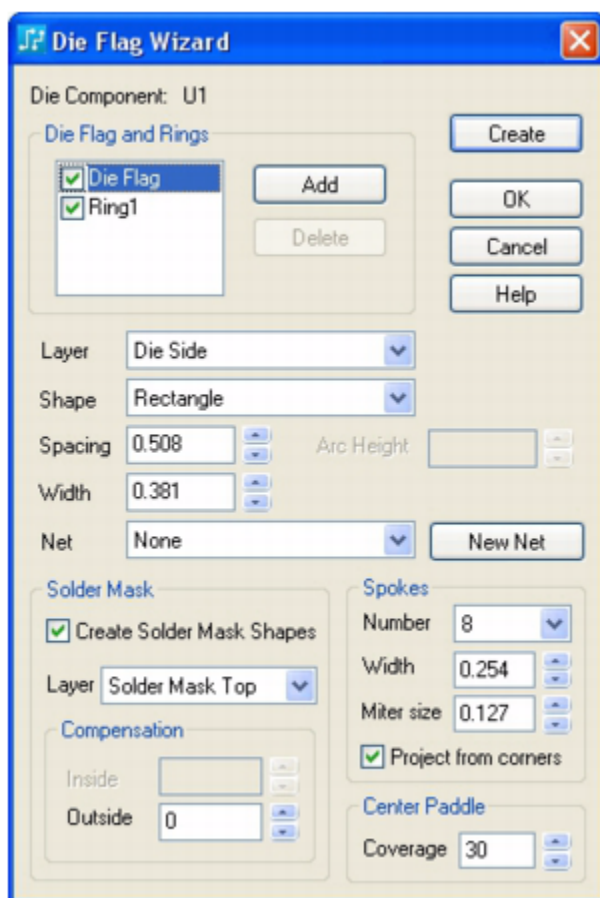 Die Flag Wizard
Die Component: U1
Die Flag and Rings
Die Flag
Ring1
Add
Delete
Create
OK
Cancel
Help
Layer Die Side
Shape Rectangle
Spacing 0.508 Arc Height
Width 0.381
Net None New Net
Solder Mask
Create Solder Mask Shapes
Layer Solder Mask Top
Compensation
Inside
Outside 0
Spokes
Number 8
Width 0.254
Miter size 0.127
Project from corners
Center Paddle
Coverage 30